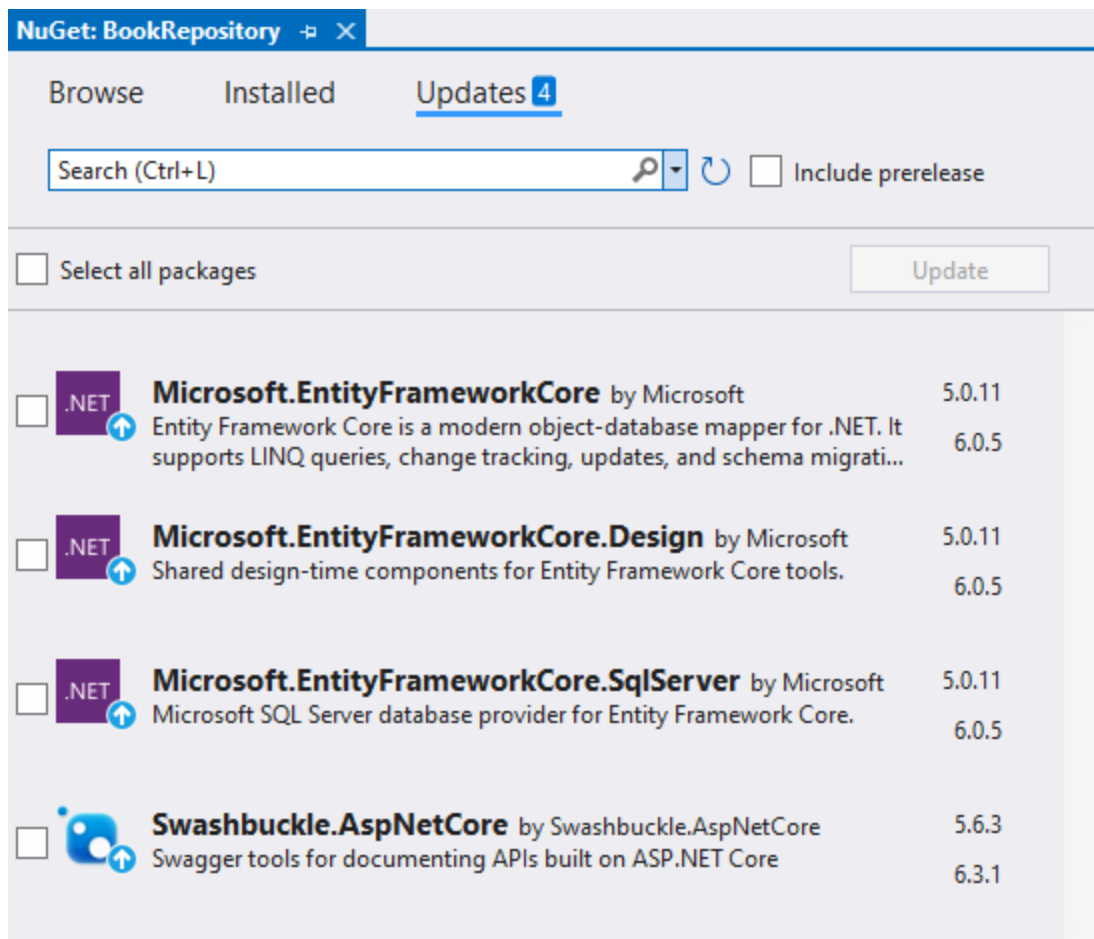 NuGet: BookRepository
Browse Installed Updates 4
Search (Ctrl+L) Include prerelease
Select all packages Update
.NET Microsoft.EntityFrameworkCore by Microsoft 5.0.11
Entity Framework Core is a modern object-database mapper for .NET. It
supports LINQ queries, change tracking, updates, and schema migrati... 6.0.5
.NET Microsoft.EntityFrameworkCore.Design by Microsoft 5.0.11
Shared design-time components for Entity Framework Core tools. 6.0.5
.NET Microsoft.EntityFrameworkCore.SqlServer by Microsoft 5.0.11
Microsoft SQL Server database provider for Entity Framework Core. 6.0.5
Swashbuckle.AspNetCore by Swashbuckle.AspNetCore 5.6.3
Swagger tools for documenting APIs built on ASP.NET Core 6.3.1